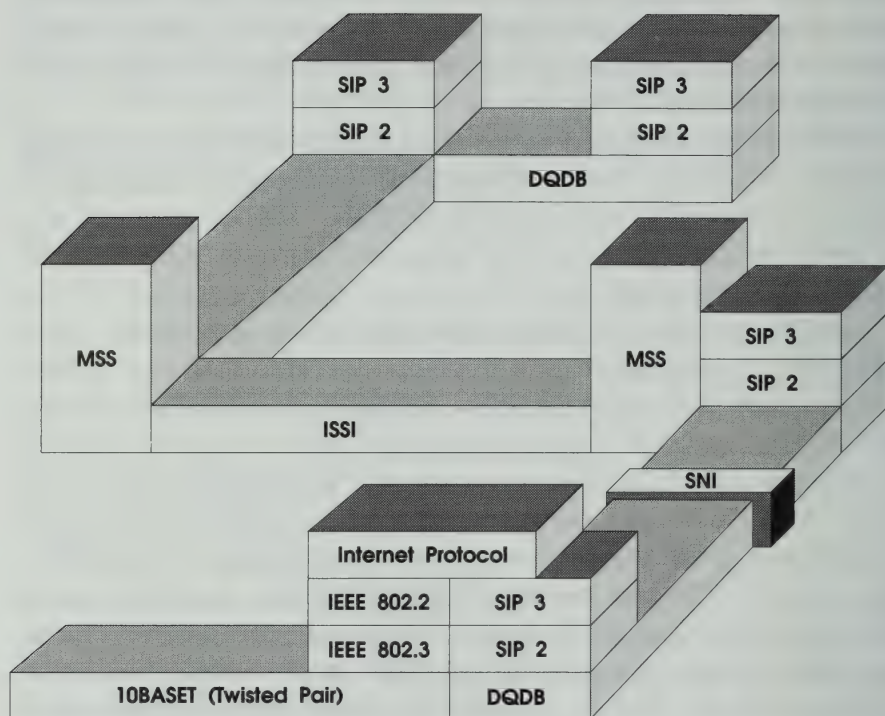 SIP 3
SIP 3
SIP 2
SIP 2
DQDB
MSS
MSS
SIP 3
SIP 2
ISSI
SNI
Internet Protocol
IEEE 802.2
SIP 3
IEEE 802.3
SIP 2
10BASET (Twisted Pair)
DQDB